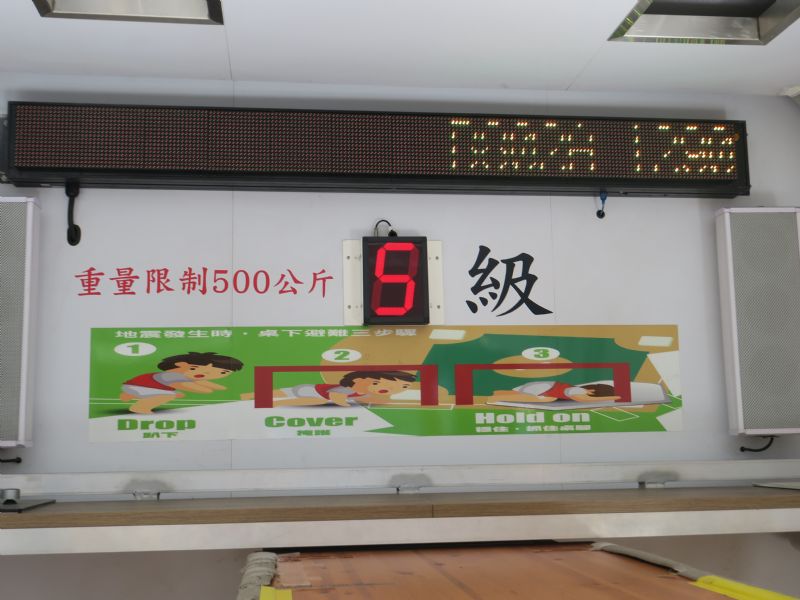 重量限制500公斤
5
級
地震發生時·桌下避難三步驟
1
2
3
Drop
趴下
Cover
掩護
Hold on
穩住·抓住桌腳